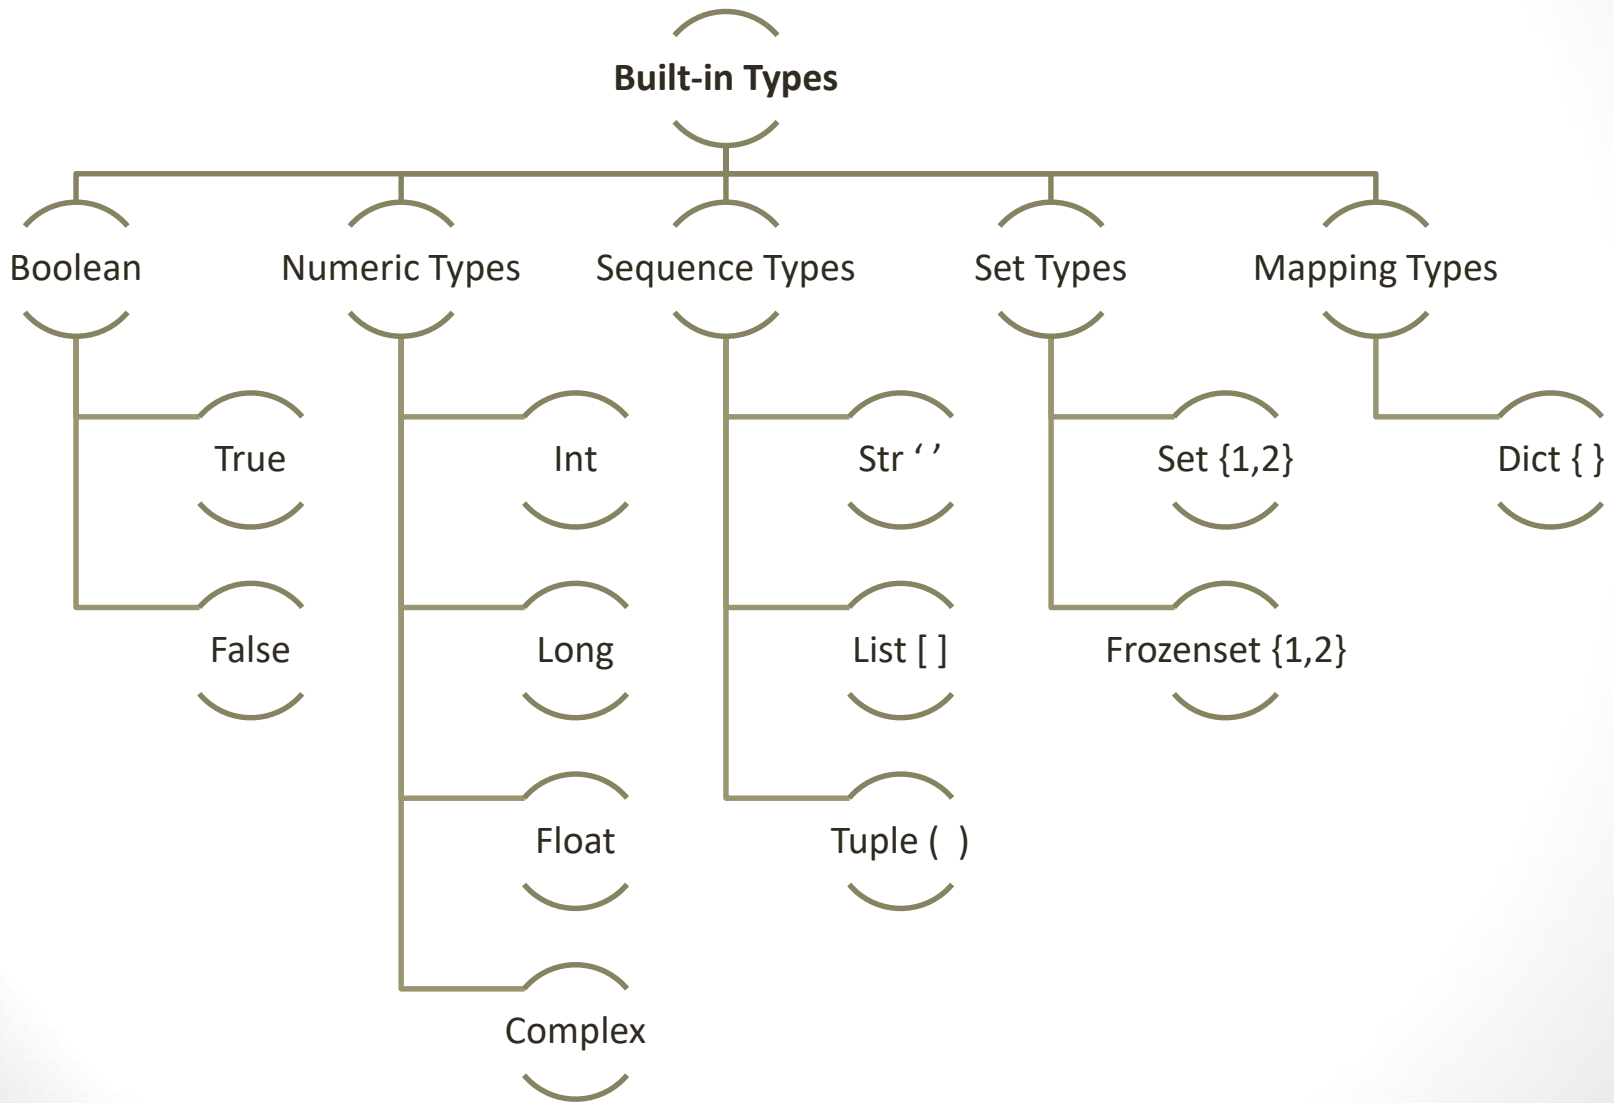 Built-in Types
Boolean
Numeric Types
Sequence Types
Set Types
Mapping Types
True
Int
Str ‘ ’
Set {1,2}
Dict { }
False
Long
List [ ]
Frozenset {1,2}
Float
Tuple (  )
Complex